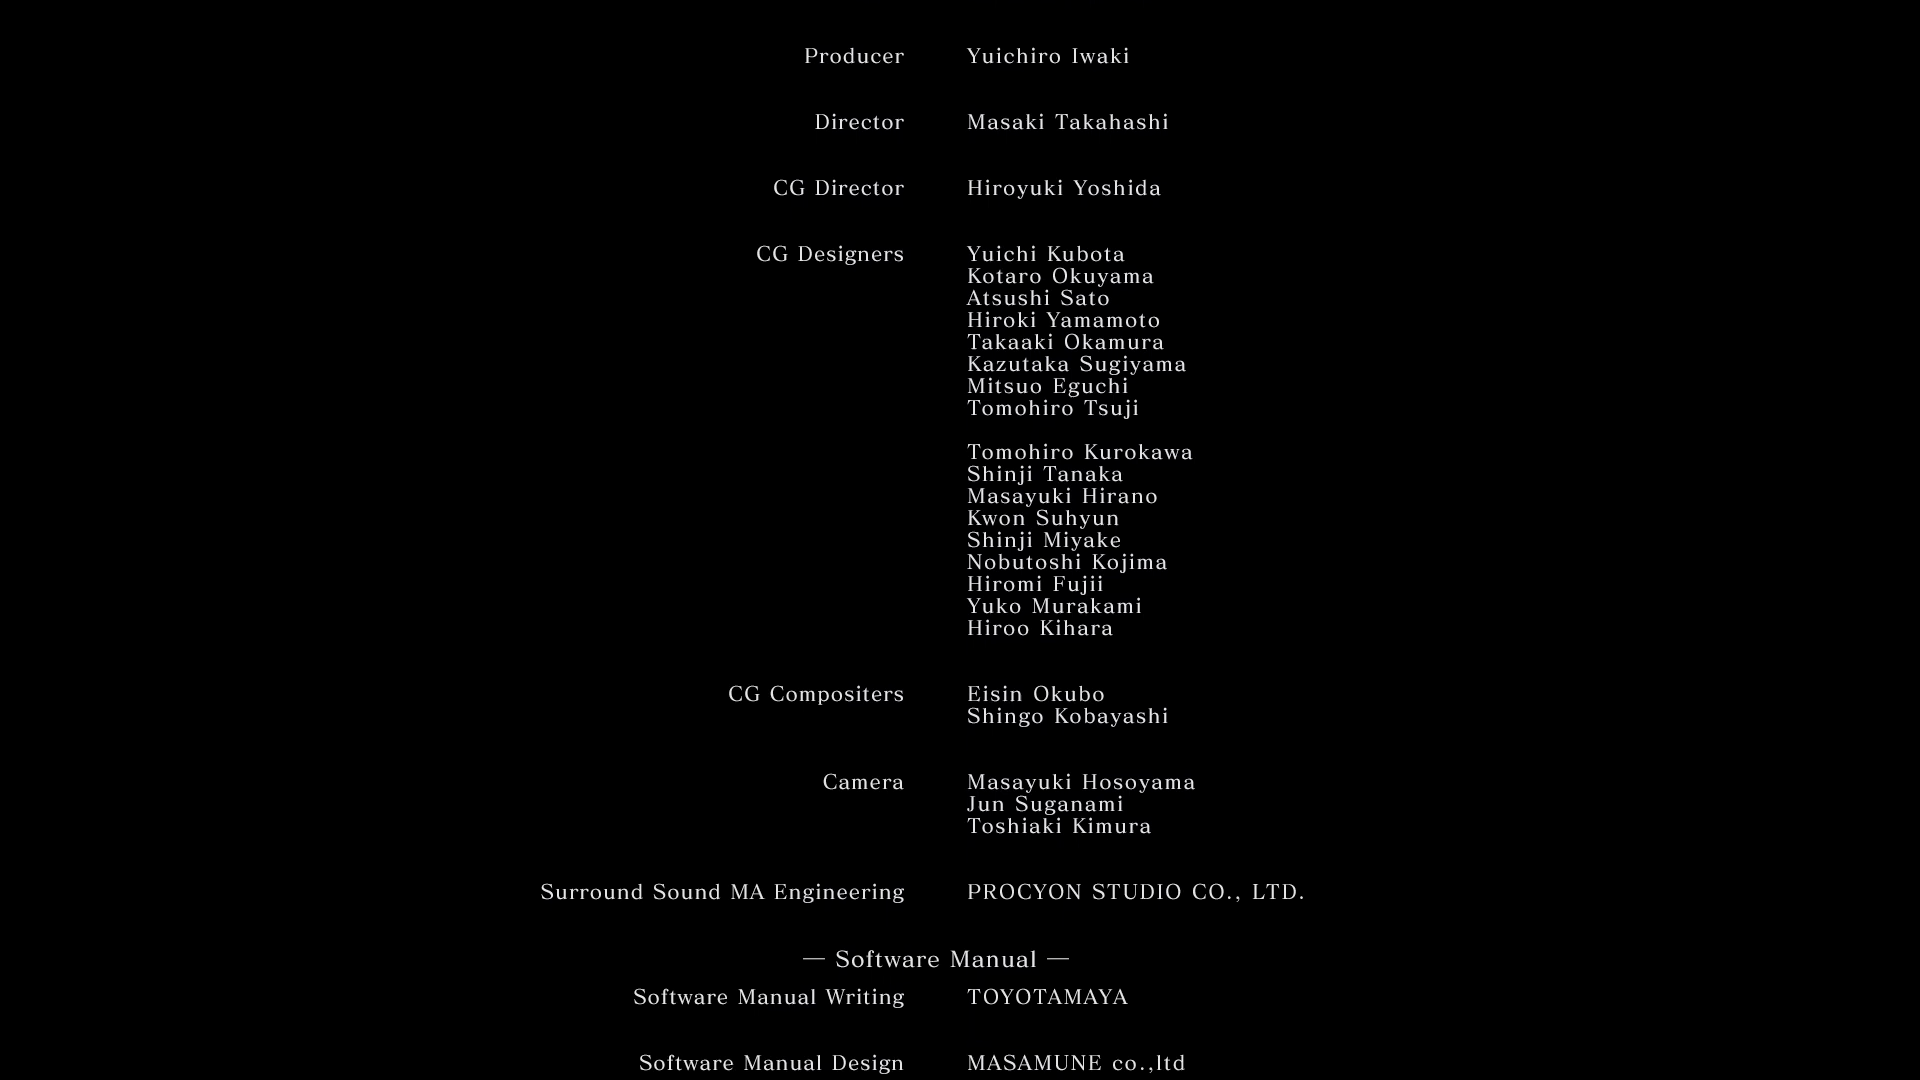 Producer Yuichiro Iwaki
Director Masaki Takahashi
CG Director Hiroyuki Yoshida
CG Designers Yuichi Kubota
Kotaro Okuyama
Atsushi Sato
Hiroki Yamamoto
Takaaki Okamura
Kazutaka Sugiyama
Mitsuo Eguchi
Tomohiro Tsuji
Tomohiro Kurokawa
Shinji Tanaka
Masayuki Hirano
Kwon Suhyun
Shinji Miyake
Nobutoshi Kojima
Hiromi Fujii
Yuko Murakami
Hiroo Kihara
CG Compositers Eisin Okubo
Shingo Kobayashi
Camera Masayuki Hosoyama
Jun Suganami
Toshiaki Kimura
Surround Sound MA Engineering PROCYON STUDIO CO., LTD.
— Software Manual —
Software Manual Writing TOYOTAMAYA
Software Manual Design MASAMUNE co.,ltd